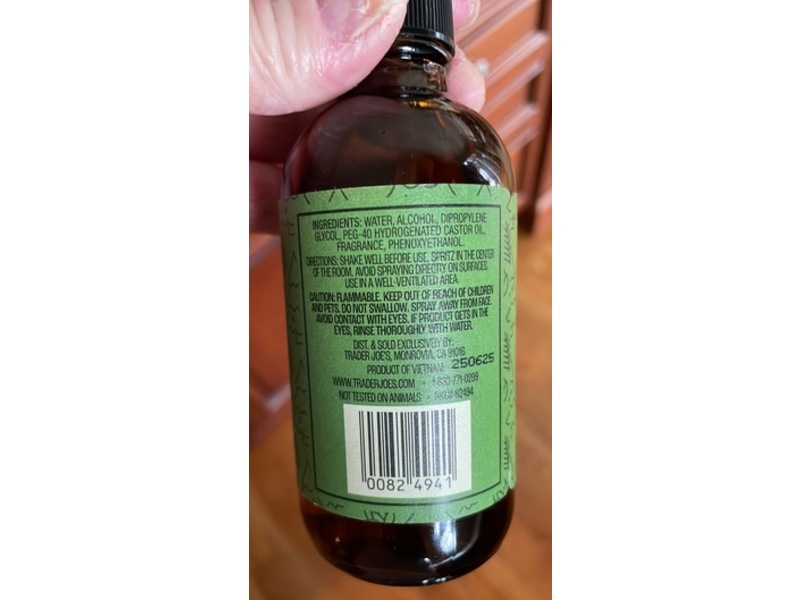 INGREDIENTS: WATER, ALCOHOL, DIPROPYLENE
GLYCOL, PEG-40 HYDROGENATED CASTOR OIL,
FRAGRANCE, PHENOXYETHANOL.
DIRECTIONS: SHAKE WELL BEFORE USE. SPRITZ IN THE CENTER
OF THE ROOM. AVOID SPRAYING DIRECTLY ON SURFACES.
USE IN A WELL-VENTILATED AREA.
CAUTION: FLAMMABLE. KEEP OUT OF REACH OF CHILDREN
AND PETS. DO NOT SWALLOW. SPRAY AWAY FROM FACE.
AVOID CONTACT WITH EYES. IF PRODUCT GETS IN THE
EYES, RINSE THOROUGHLY WITH WATER.
DIST. & SOLD EXCLUSIVELY BY:
TRADER JOE'S, MONROVIA, CA 91016
PRODUCT OF VIETNAM 250625
WWW.TRADERJOES.COM
NOT TESTED ON ANIMALS - SKU# 82494
0082 4941